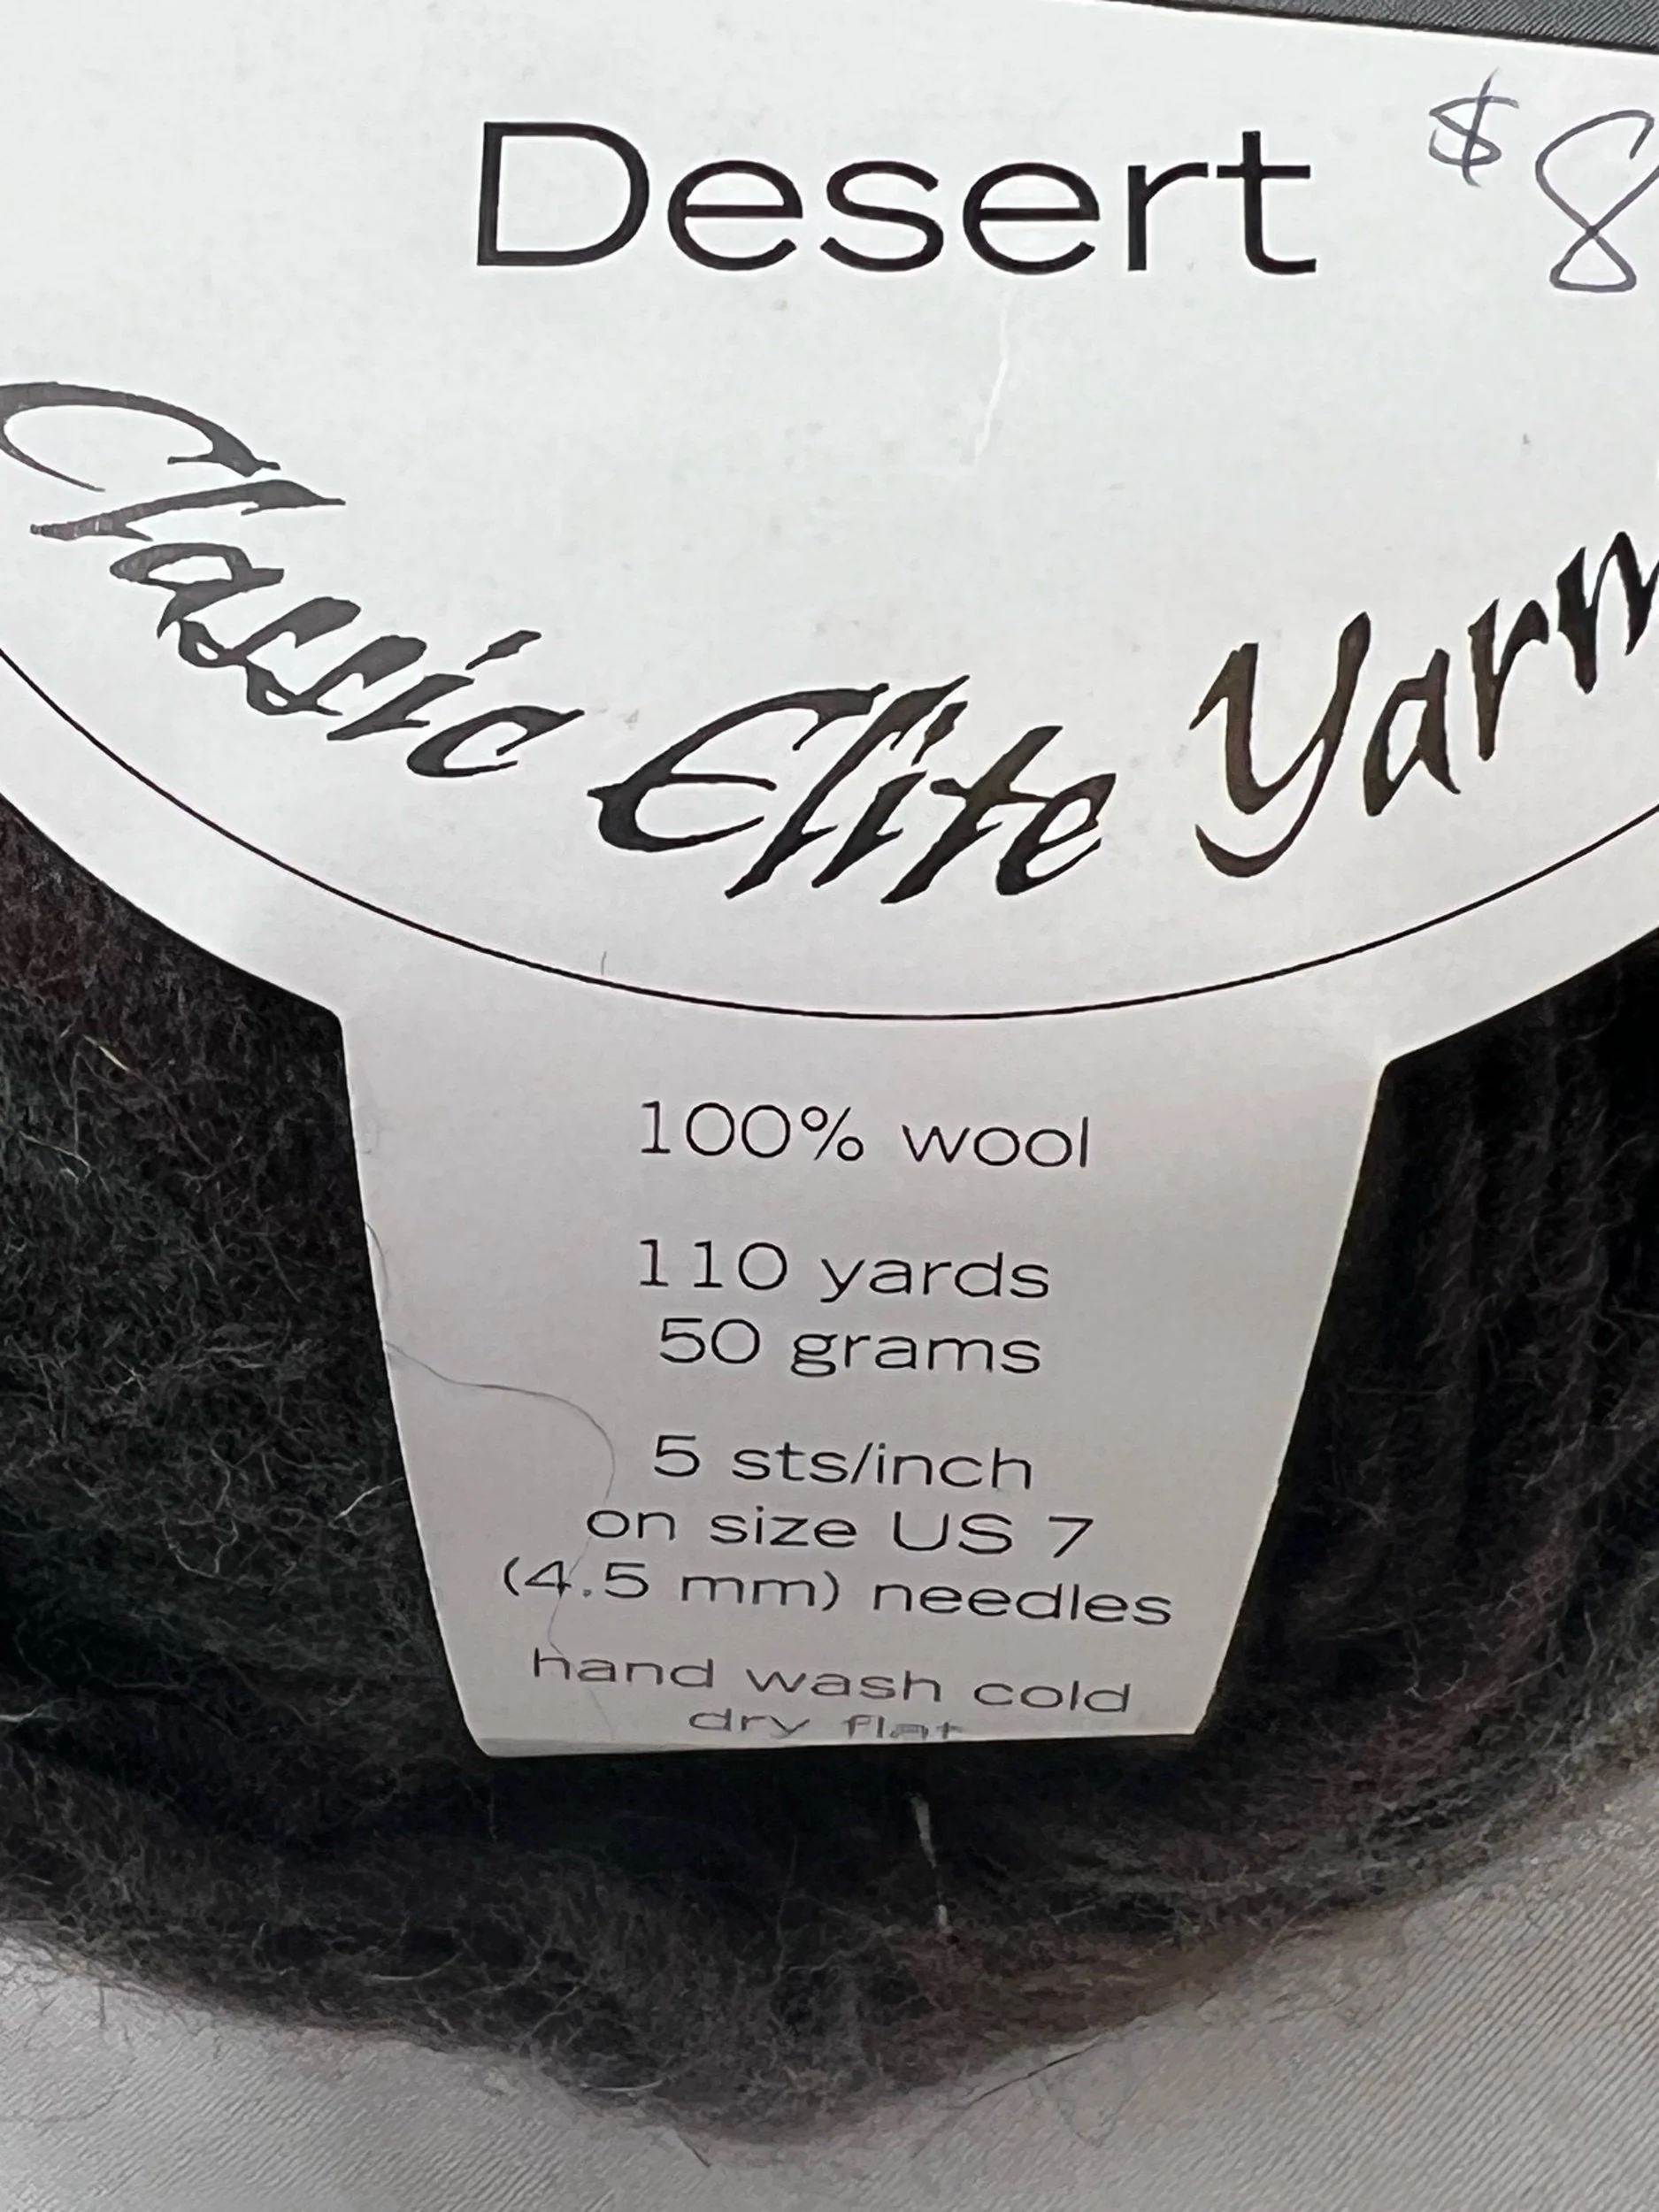 Desert $8
Classic Elite Yarn
100% wool
110 yards
50 grams
5 sts/inch
on size US 7
(4.5 mm) needles
hand wash cold
dry flat